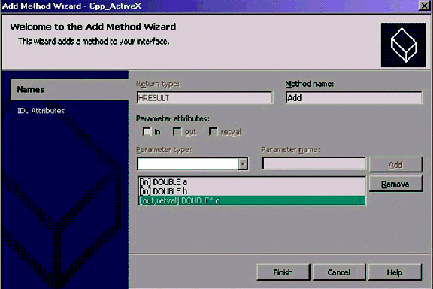 Add Method Wizard - Cpp_ActiveX
Welcome to the Add Method Wizard
This wizard adds a method to your interface.
Names
IDL Attributes
Return type:
Method name:
HRESULT
Add
Parameter attributes:
in
out
retval
Parameter type:
Parameter name:
Add
Remove
[in] DOUBLE a
[in] DOUBLE b
[out,retval] DOUBLE* c
Finish
Cancel
Help